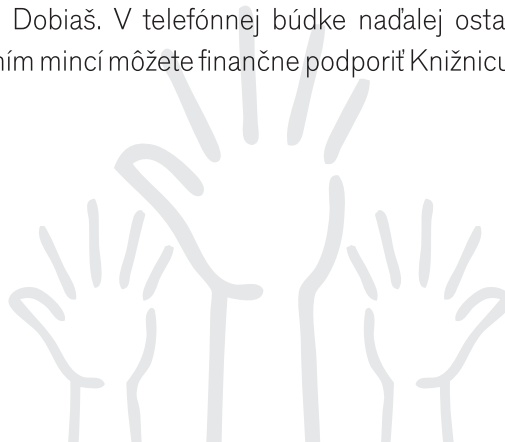 Dobiaš. V telefónnej búdke naďalej osta
ním mincí môžete finančne podporiť Knižnicu